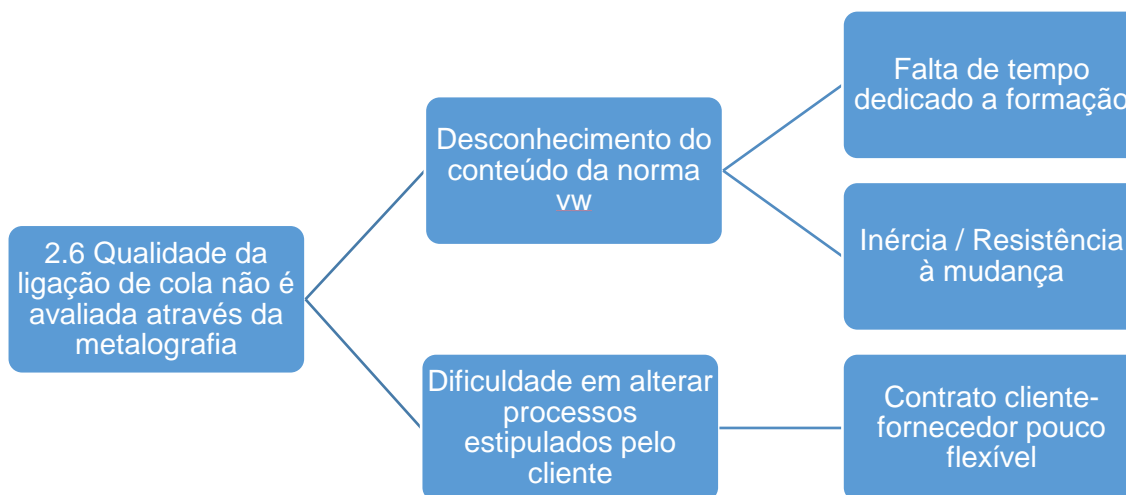 2.6 Qualidade da
ligação de cola não é
avaliada através da
metalografia
Desconhecimento do
conteúdo da norma
vw
Dificuldade em alterar
processos
estipulados pelo
cliente
Falta de tempo
dedicado a formação
Inércia / Resistência
à mudança
Contrato cliente-
fornecedor pouco
flexível